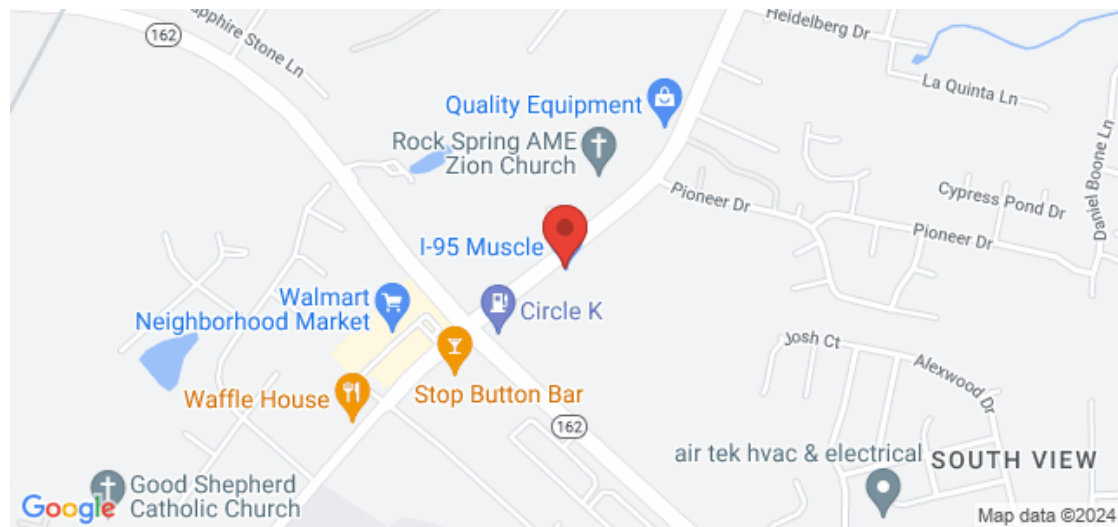 162
Sapphire Stone Ln
Heidelberg Dr
La Quinta Ln
Quality Equipment
Rock Spring AME
Zion Church
Pioneer Dr
Cypress Pond Dr
Daniel Boone Ln
Pioneer Dr
I-95 Muscle
Walmart
Neighborhood Market
Circle K
Josh Ct
Alexwood Dr
Waffle House
Stop Button Bar
162
air tek hvac & electrical
SOUTH VIEW
Good Shepherd
Catholic Church
Google
Map data ©2024